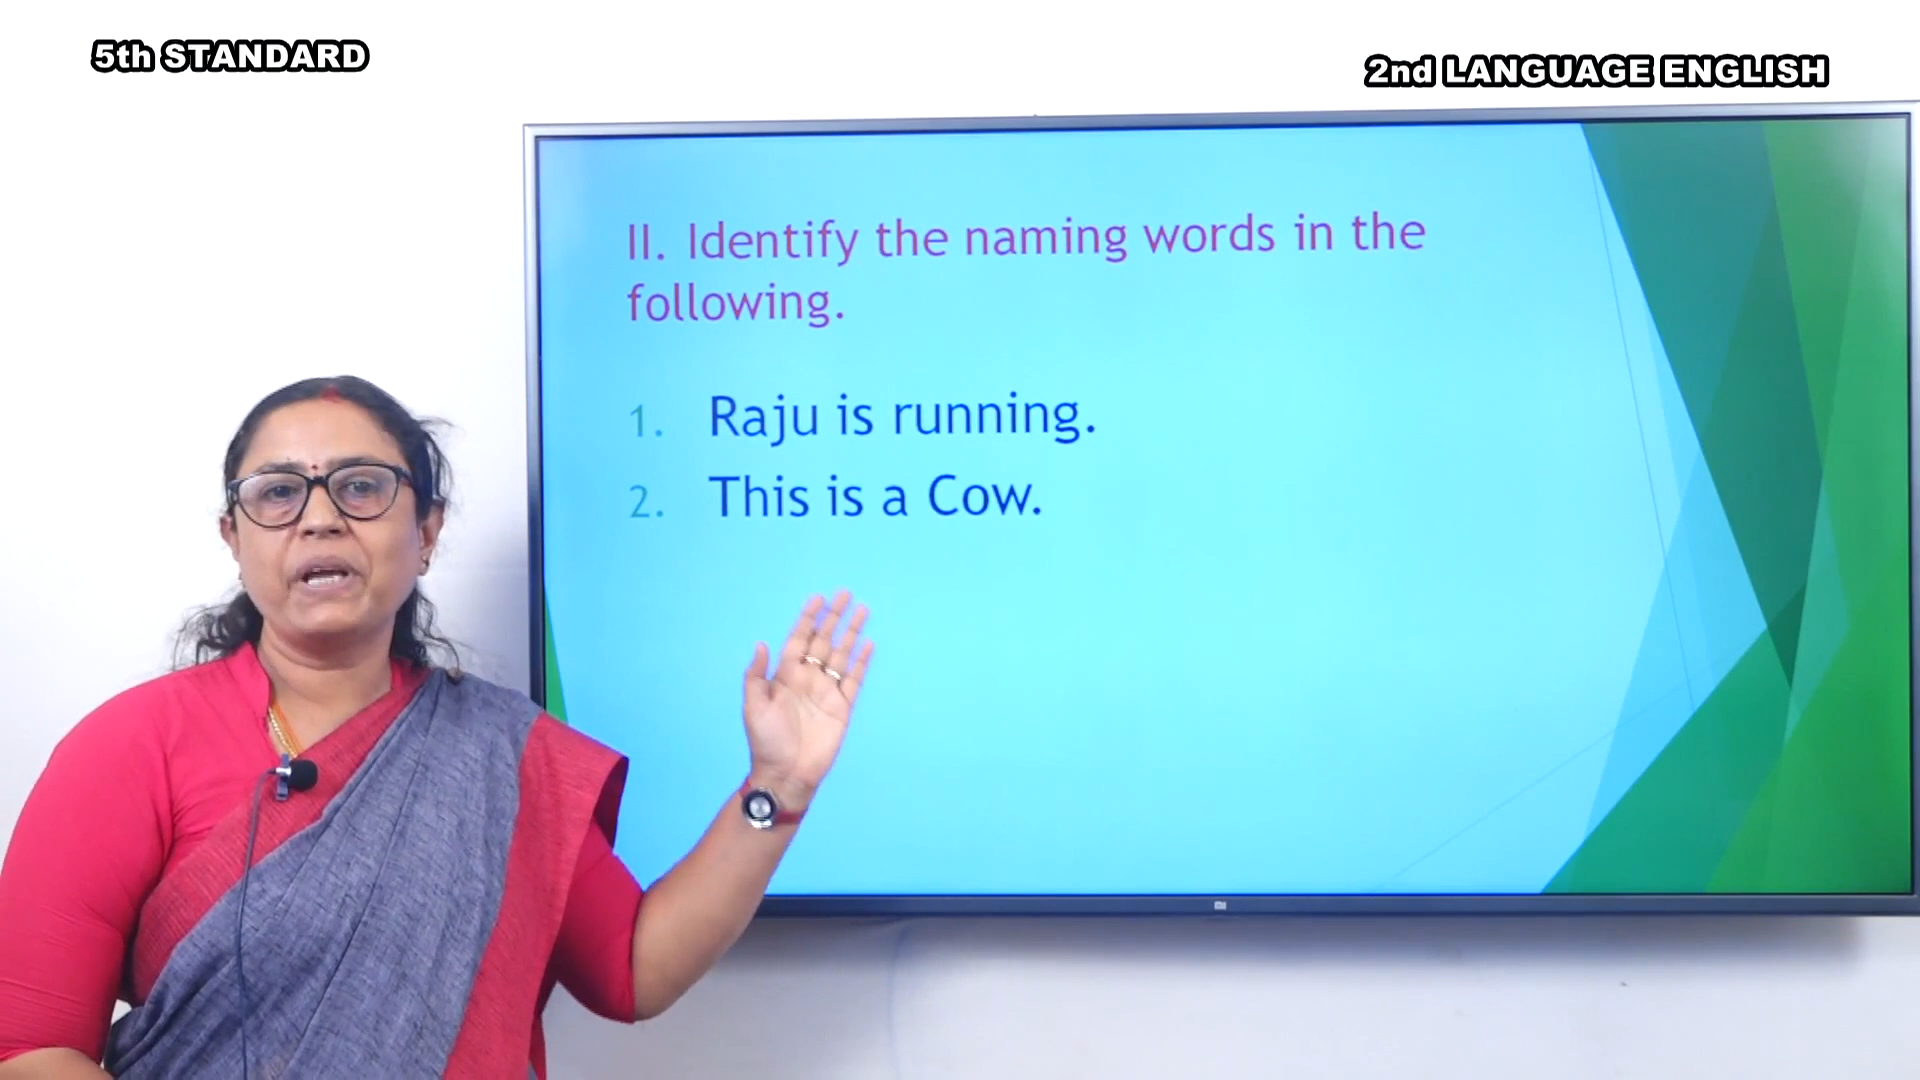 5th STANDARD
2nd LANGUAGE ENGLISH
II. Identify the naming words in the
following.
1. Raju is running.
2. This is a Cow.
mi